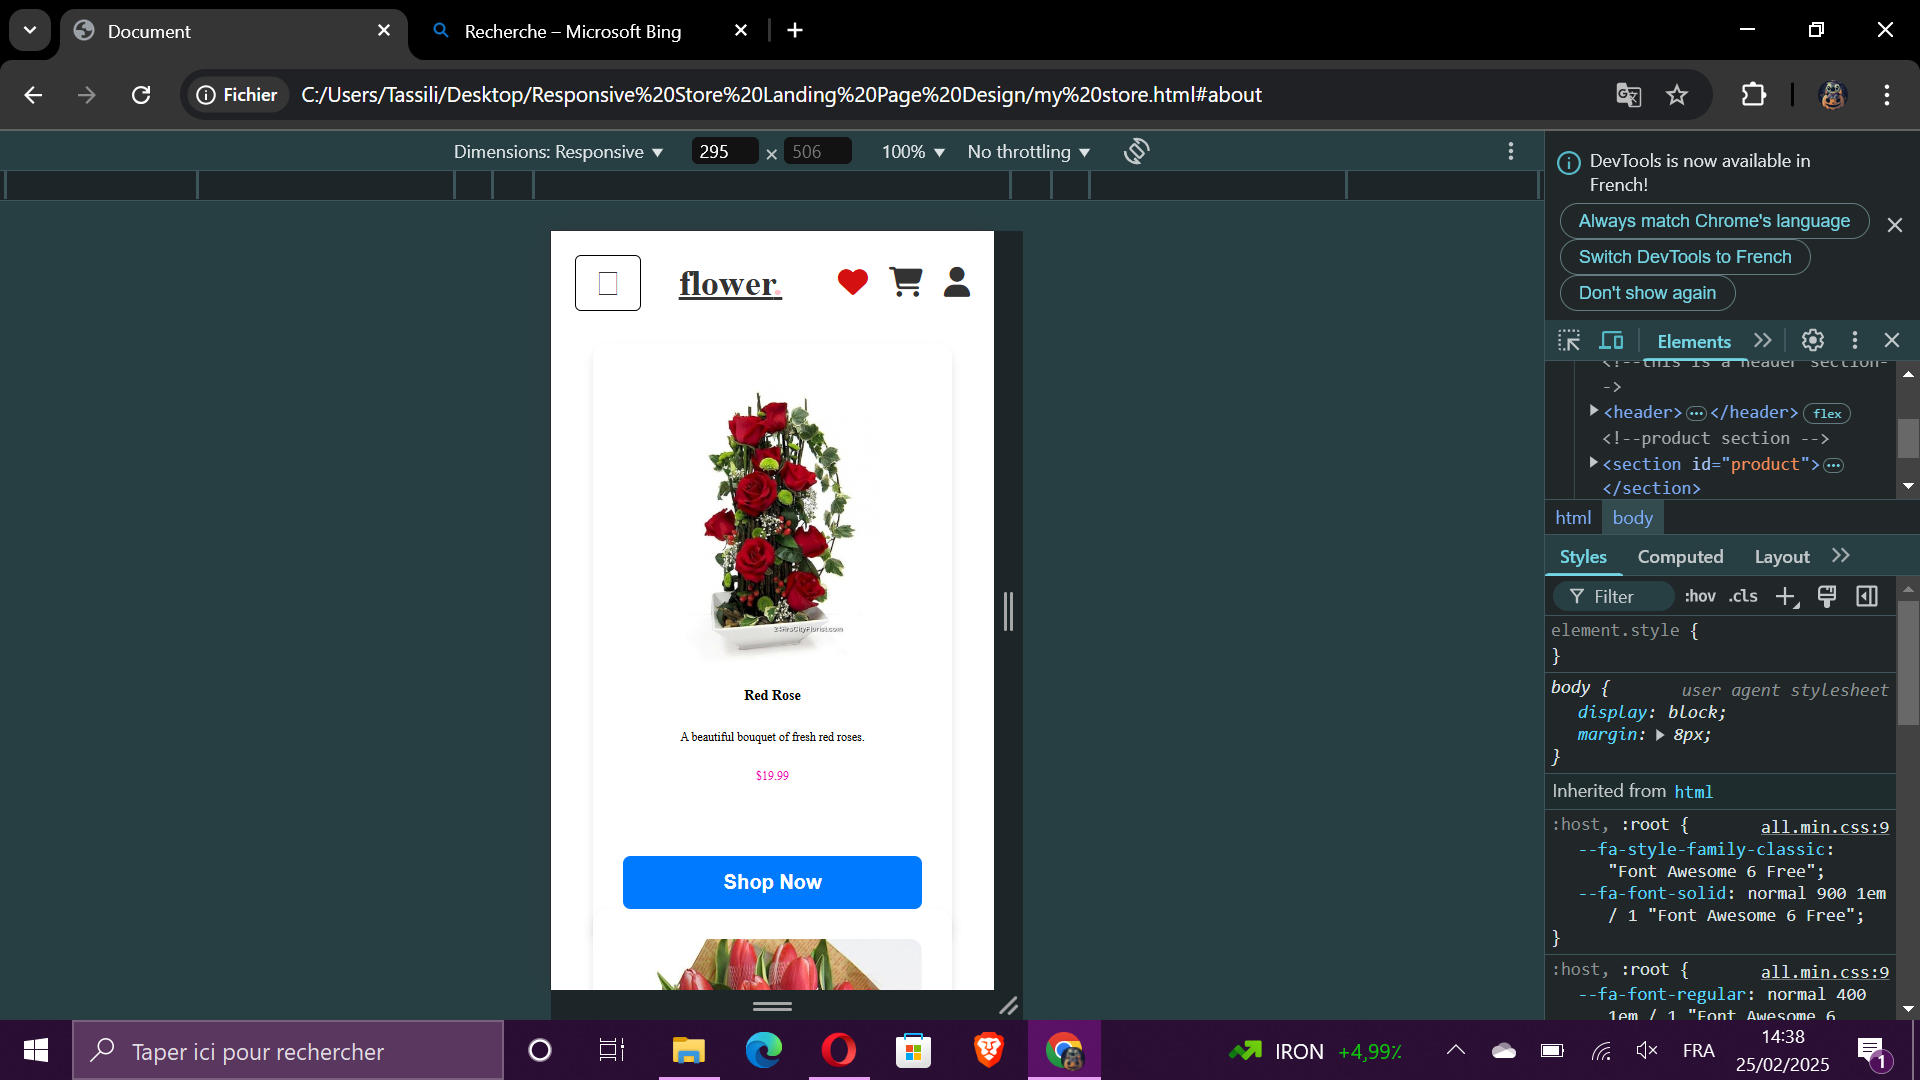 Document
Recherche – Microsoft Bing
Fichier
C:/Users/Tassili/Desktop/Responsive%20Store%20Landing%20Page%20Design/my%20store.html#about
Dimensions: Responsive
295
×
506
100%
No throttling
flower.
Red Rose
A beautiful bouquet of fresh red roses.
$19.99
Shop Now
24HrsCityFlorist.com
DevTools is now available in
French!
Always match Chrome's language
Switch DevTools to French
Don't show again
Elements
<!--this is a header section-
->
<header>…</header>
flex
<!--product section -->
<section id="product">…
</section>
html
body
Styles
Computed
Layout
Filter
:hov
.cls
element.style {
}
body {
user agent stylesheet
display: block;
margin: 8px;
}
Inherited from html
:host, :root {
all.min.css:9
--fa-style-family-classic:
"Font Awesome 6 Free";
--fa-font-solid: normal 900 1em
/ 1 "Font Awesome 6 Free";
}
:host, :root {
all.min.css:9
--fa-font-regular: normal 400
1em / 1 "Font Awesome 6
Taper ici pour rechercher
IRON +4,99%
FRA
14:38
25/02/2025
1